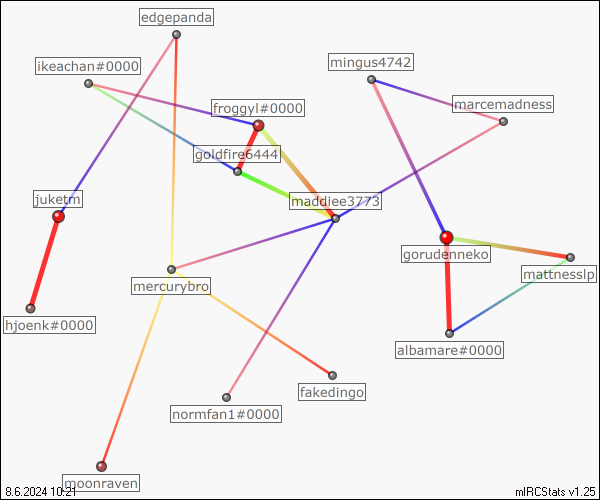 edgepanda
ikeachan#0000
mingus4742
froggyl#0000
marcemadness
goldfire6444
juketm
maddiee3773
gorudenneko
mattnesslp
mercurybro
hjoenk#0000
albamare#0000
fakedingo
normfan1#0000
moonraven
8.6.2024 10:21
mIRCStats v1.25